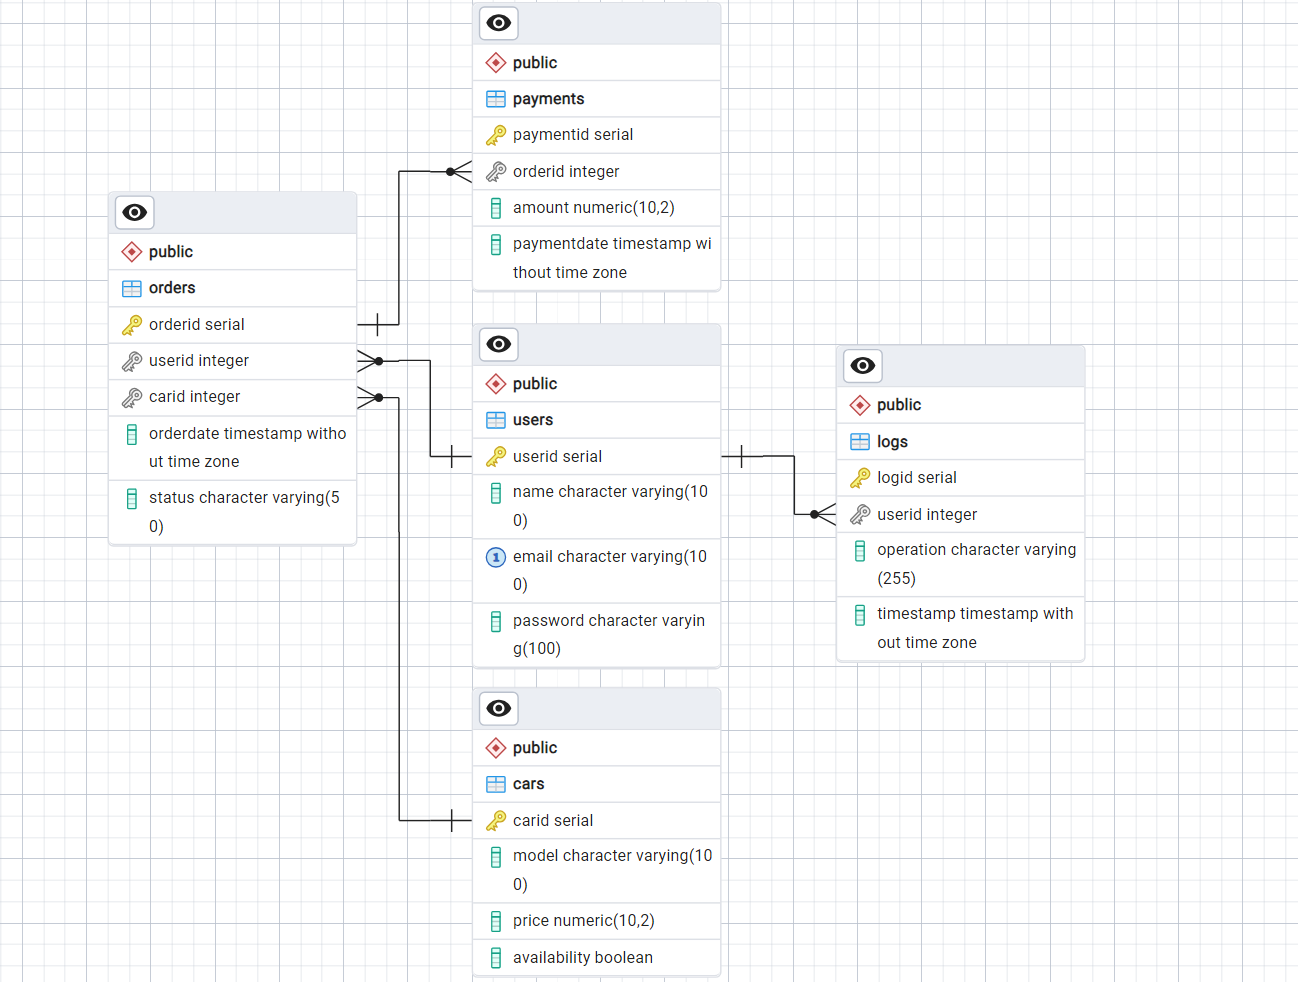 public
payments
paymentid serial
orderid integer
amount numeric(10,2)
paymentdate timestamp wi
thout time zone
public
orders
orderid serial
userid integer
carid integer
orderdate timestamp witho
ut time zone
status character varying(5
0)
public
users
userid serial
name character varying(10
0)
1 email character varying(10
0)
password character varyin
g(100)
public
logs
logid serial
userid integer
operation character varying
(255)
timestamp timestamp with
out time zone
public
cars
carid serial
model character varying(10
0)
price numeric(10,2)
availability boolean